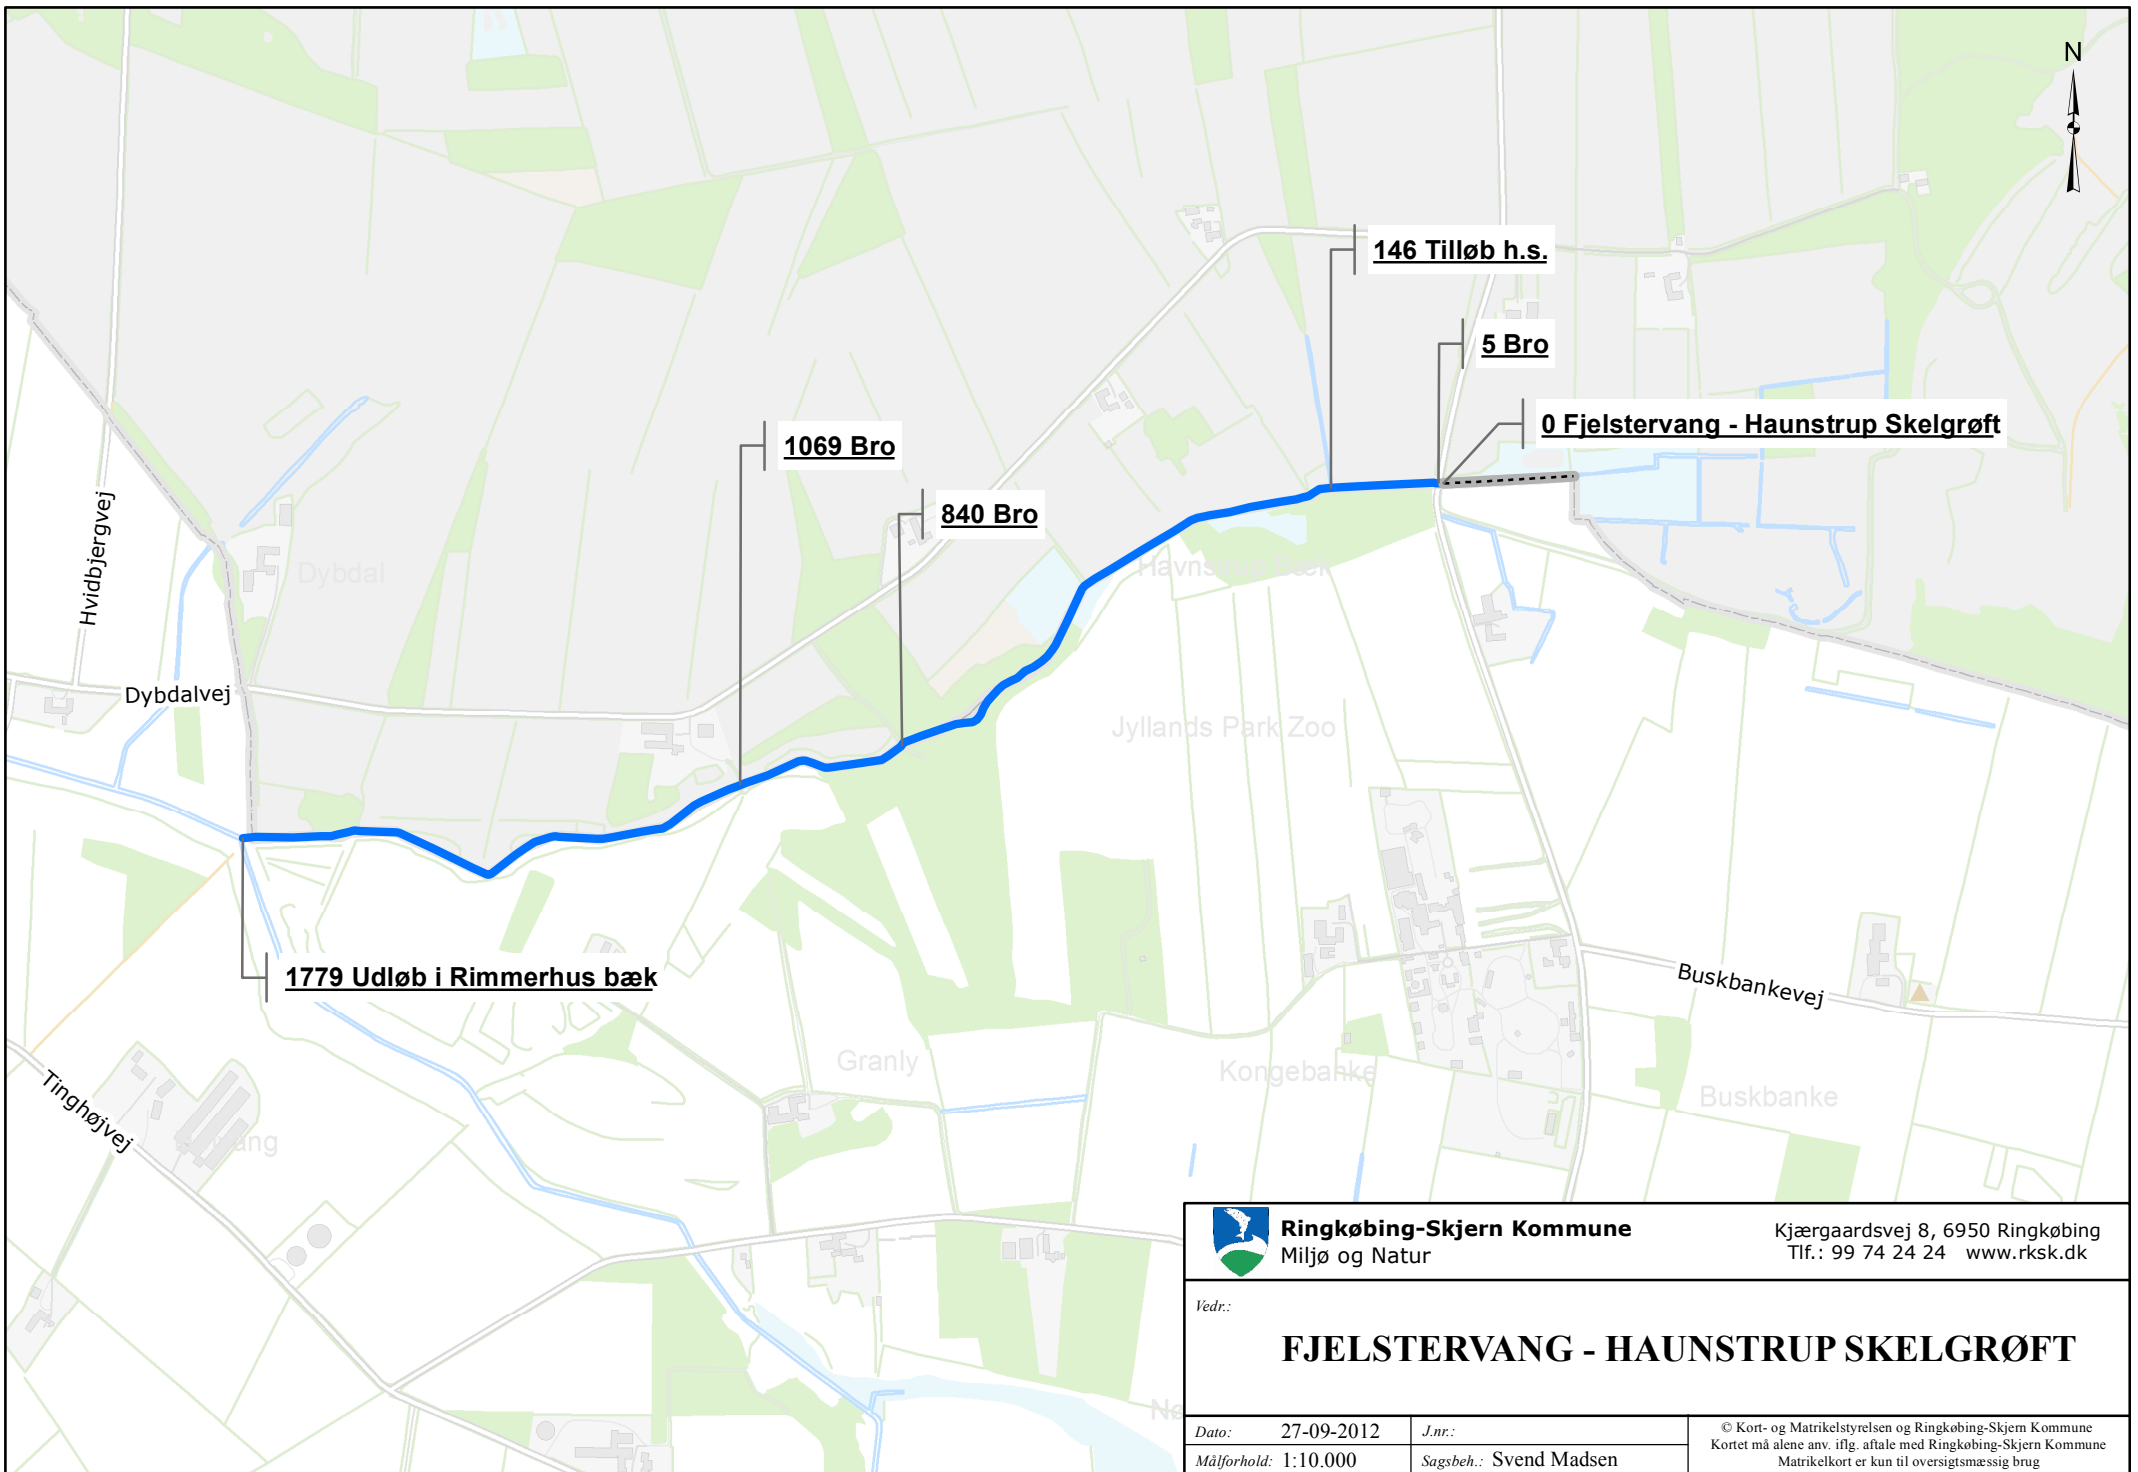 N
146 Tilløb h.s.
5 Bro
0 Fjelstervang - Haunstrup Skelgrøft
1069 Bro
840 Bro
Hvidbjergvej
Dybdal
Havnstrup Bæk
Dybdalvej
Jyllands Park Zoo
1779 Udløb i Rimmerhus bæk
Buskbankevej
Granly
Kongebanke
Buskbanke
Tinghøjvej
Ringkøbing-Skjern Kommune
Miljø og Natur
Kjærgaardsvej 8, 6950 Ringkøbing
Tlf.: 99 74 24 24 www.rksk.dk
Vedr.:
FJELSTERVANG - HAUNSTRUP SKELGRØFT
Dato: 27-09-2012
J.nr.:
Målforhold: 1:10.000
Sagsbeh.: Svend Madsen
© Kort- og Matrikelstyrelsen og Ringkøbing-Skjern Kommune
Kortet må alene anv. iflg. aftale med Ringkøbing-Skjern Kommune
Matrikelkort er kun til oversigtsmæssig brug